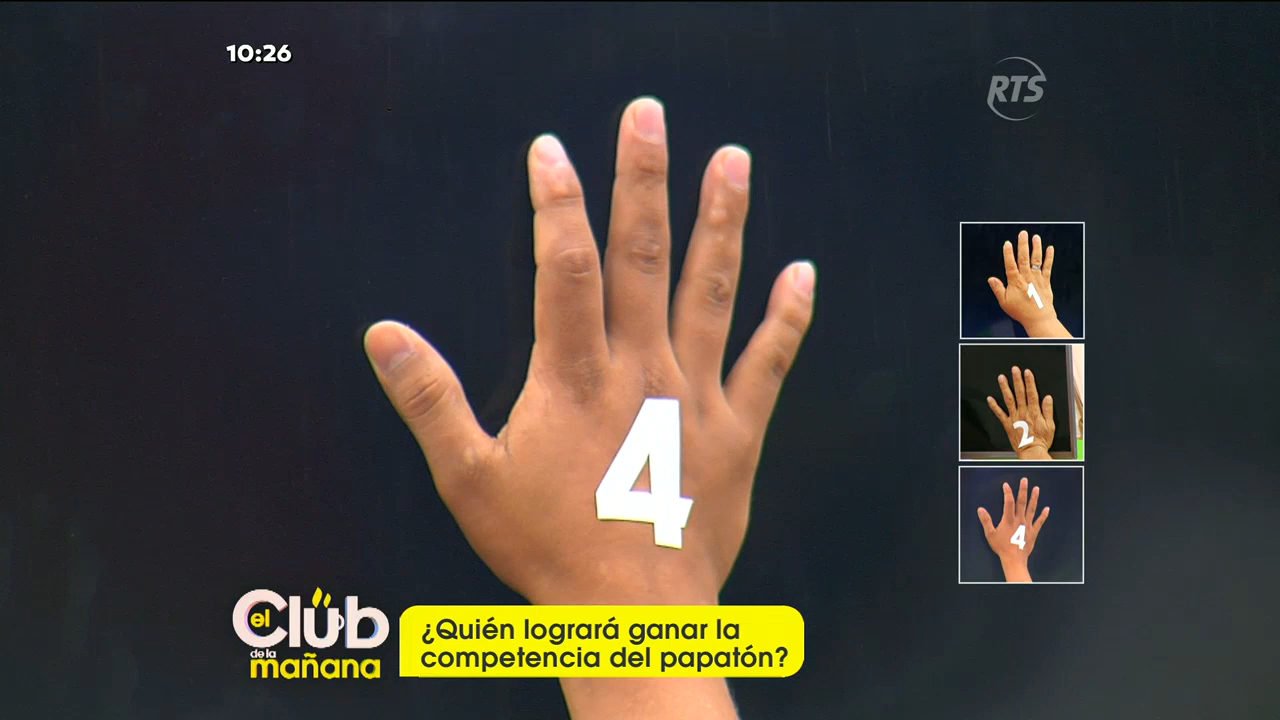 10:26
RTS
1
2
4
4
el Club
de la
mañana
¿Quién logrará ganar la
competencia del papatón?